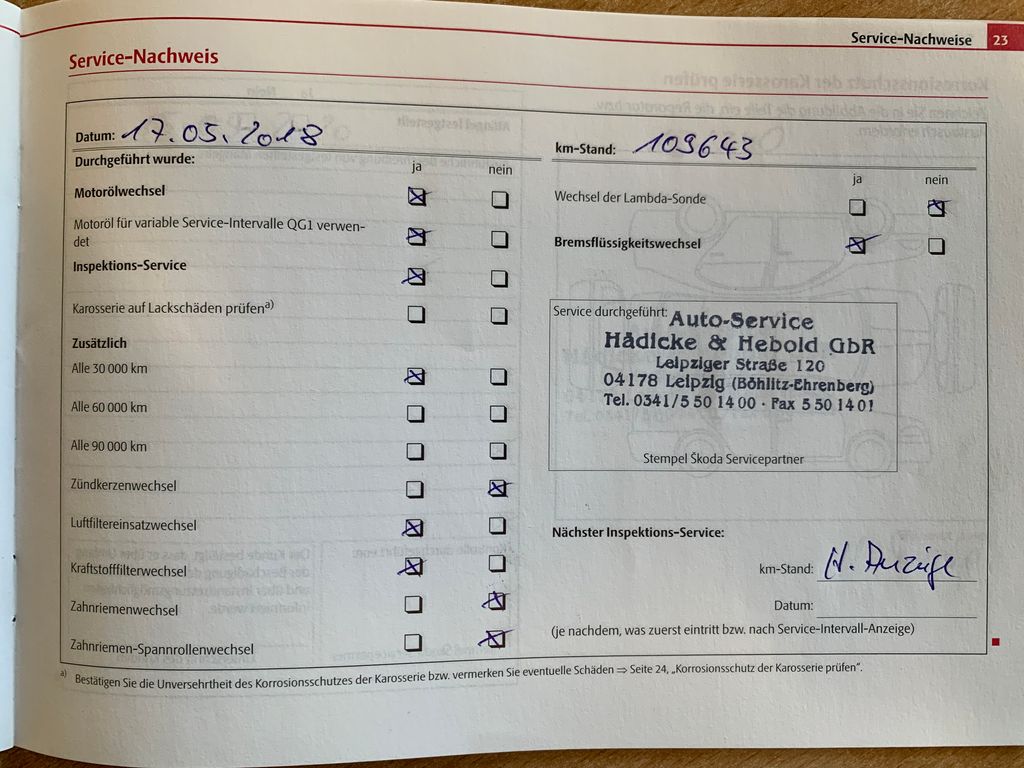 Service-Nachweise 23
Service-Nachweis
Datum: 17.05.2018
km-Stand: 109643
Durchgeführt wurde:
ja nein
Motorölwechsel
Motoröl für variable Service-Intervalle QG1 verwen-
det
Inspektions-Service
Karosserie auf Lackschäden prüfen a)
Zusätzlich
Alle 30 000 km
Alle 60 000 km
Alle 90 000 km
Zündkerzenwechsel
Luftfiltereinsatzwechsel
Kraftstofffilterwechsel
Zahnriemenwechsel
Zahnriemen-Spannrollenwechsel
ja nein
Wechsel der Lambda-Sonde
Bremsflüssigkeitswechsel
Service durchgeführt:
Auto-Service
Hädicke & Hebold GbR
Leipziger Straße 120
04178 Leipzig (Böhlitz-Ehrenberg)
Tel. 0341/5 50 14 00 · Fax 5 50 14 01
Stempel Škoda Servicepartner
Nächster Inspektions-Service:
km-Stand: N. Anzeige
Datum:
(je nachdem, was zuerst eintritt bzw. nach Service-Intervall-Anzeige)
a) Bestätigen Sie die Unversehrtheit des Korrosionsschutzes der Karosserie bzw. vermerken Sie eventuelle Schäden ⇒ Seite 24, „Korrosionsschutz der Karosserie prüfen“.